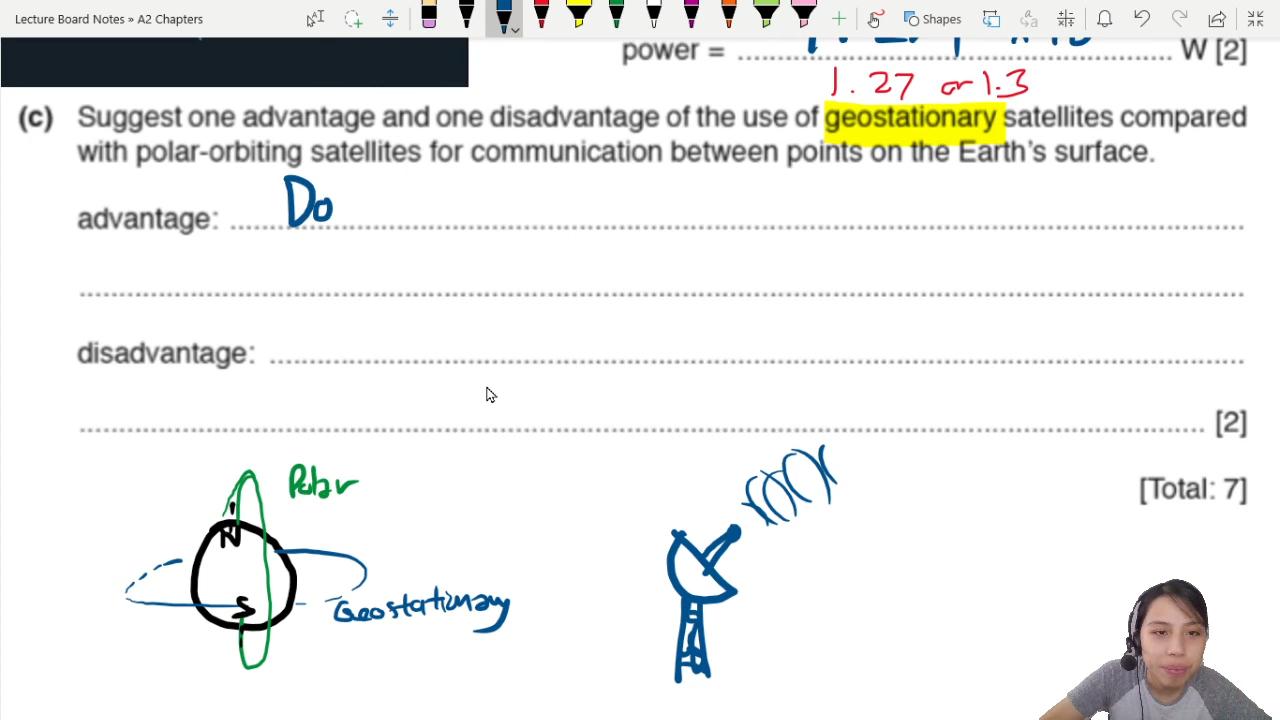 Lecture Board Notes » A2 Chapters
Shapes
power = ........ W [2]
1.27 or 1.3
(c) Suggest one advantage and one disadvantage of the use of geostationary satellites compared
with polar-orbiting satellites for communication between points on the Earth's surface.
advantage: Do
disadvantage:
[2]
[Total: 7]
Polar
N
S
Geostationary